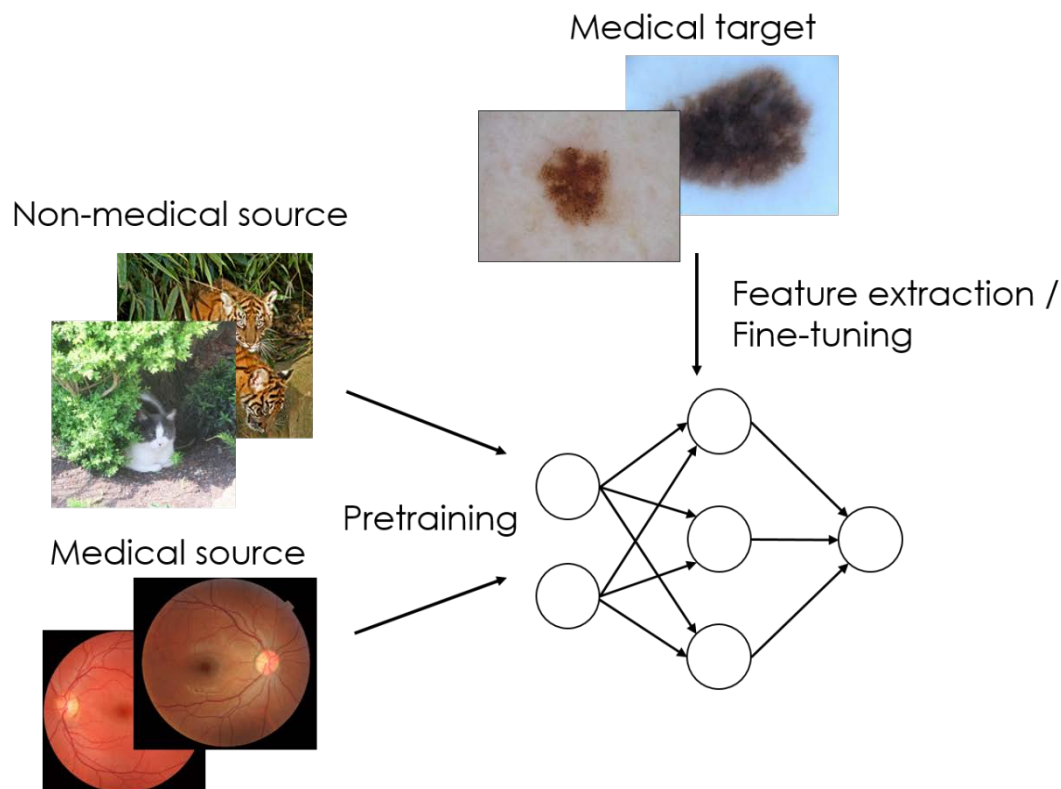 Medical target
Non-medical source
Feature extraction /
Fine-tuning
Pretraining
Medical source